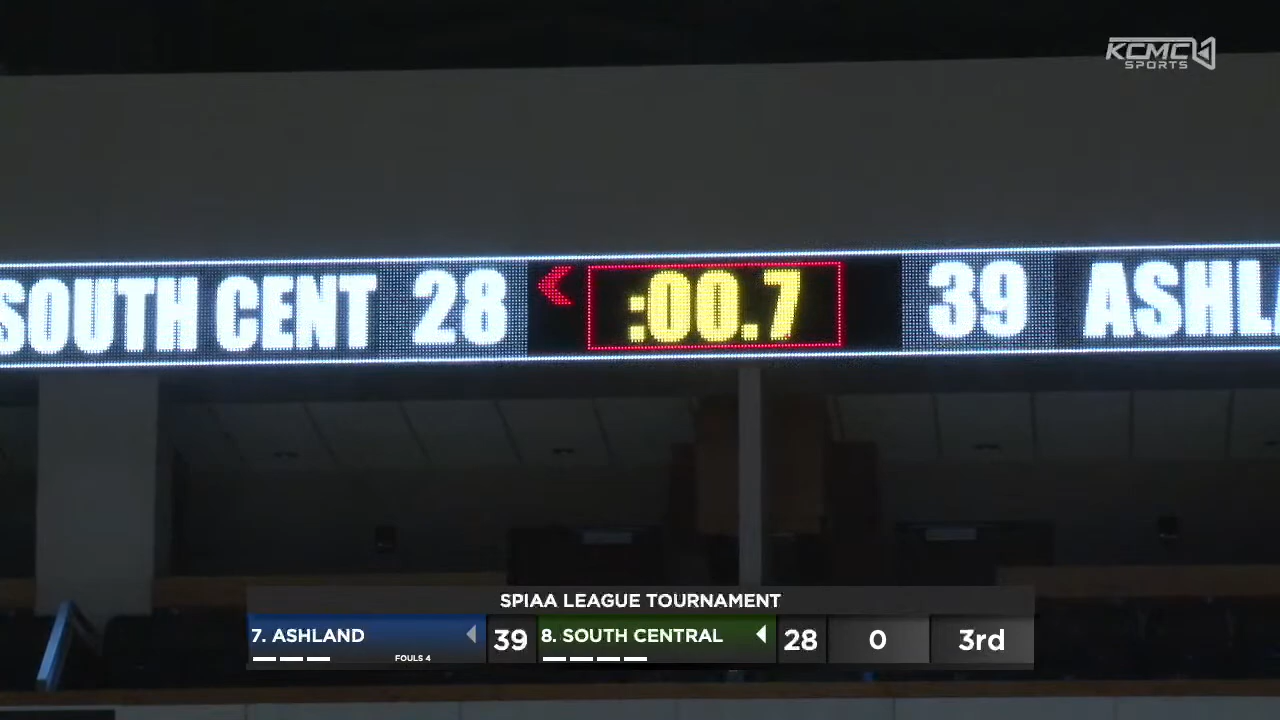 KCMC
SPORTS
SOUTH CENT 28 :00.7 39 ASHL
SPIAA LEAGUE TOURNAMENT
7. ASHLAND 39 8. SOUTH CENTRAL 28 0 3rd
FOULS 4